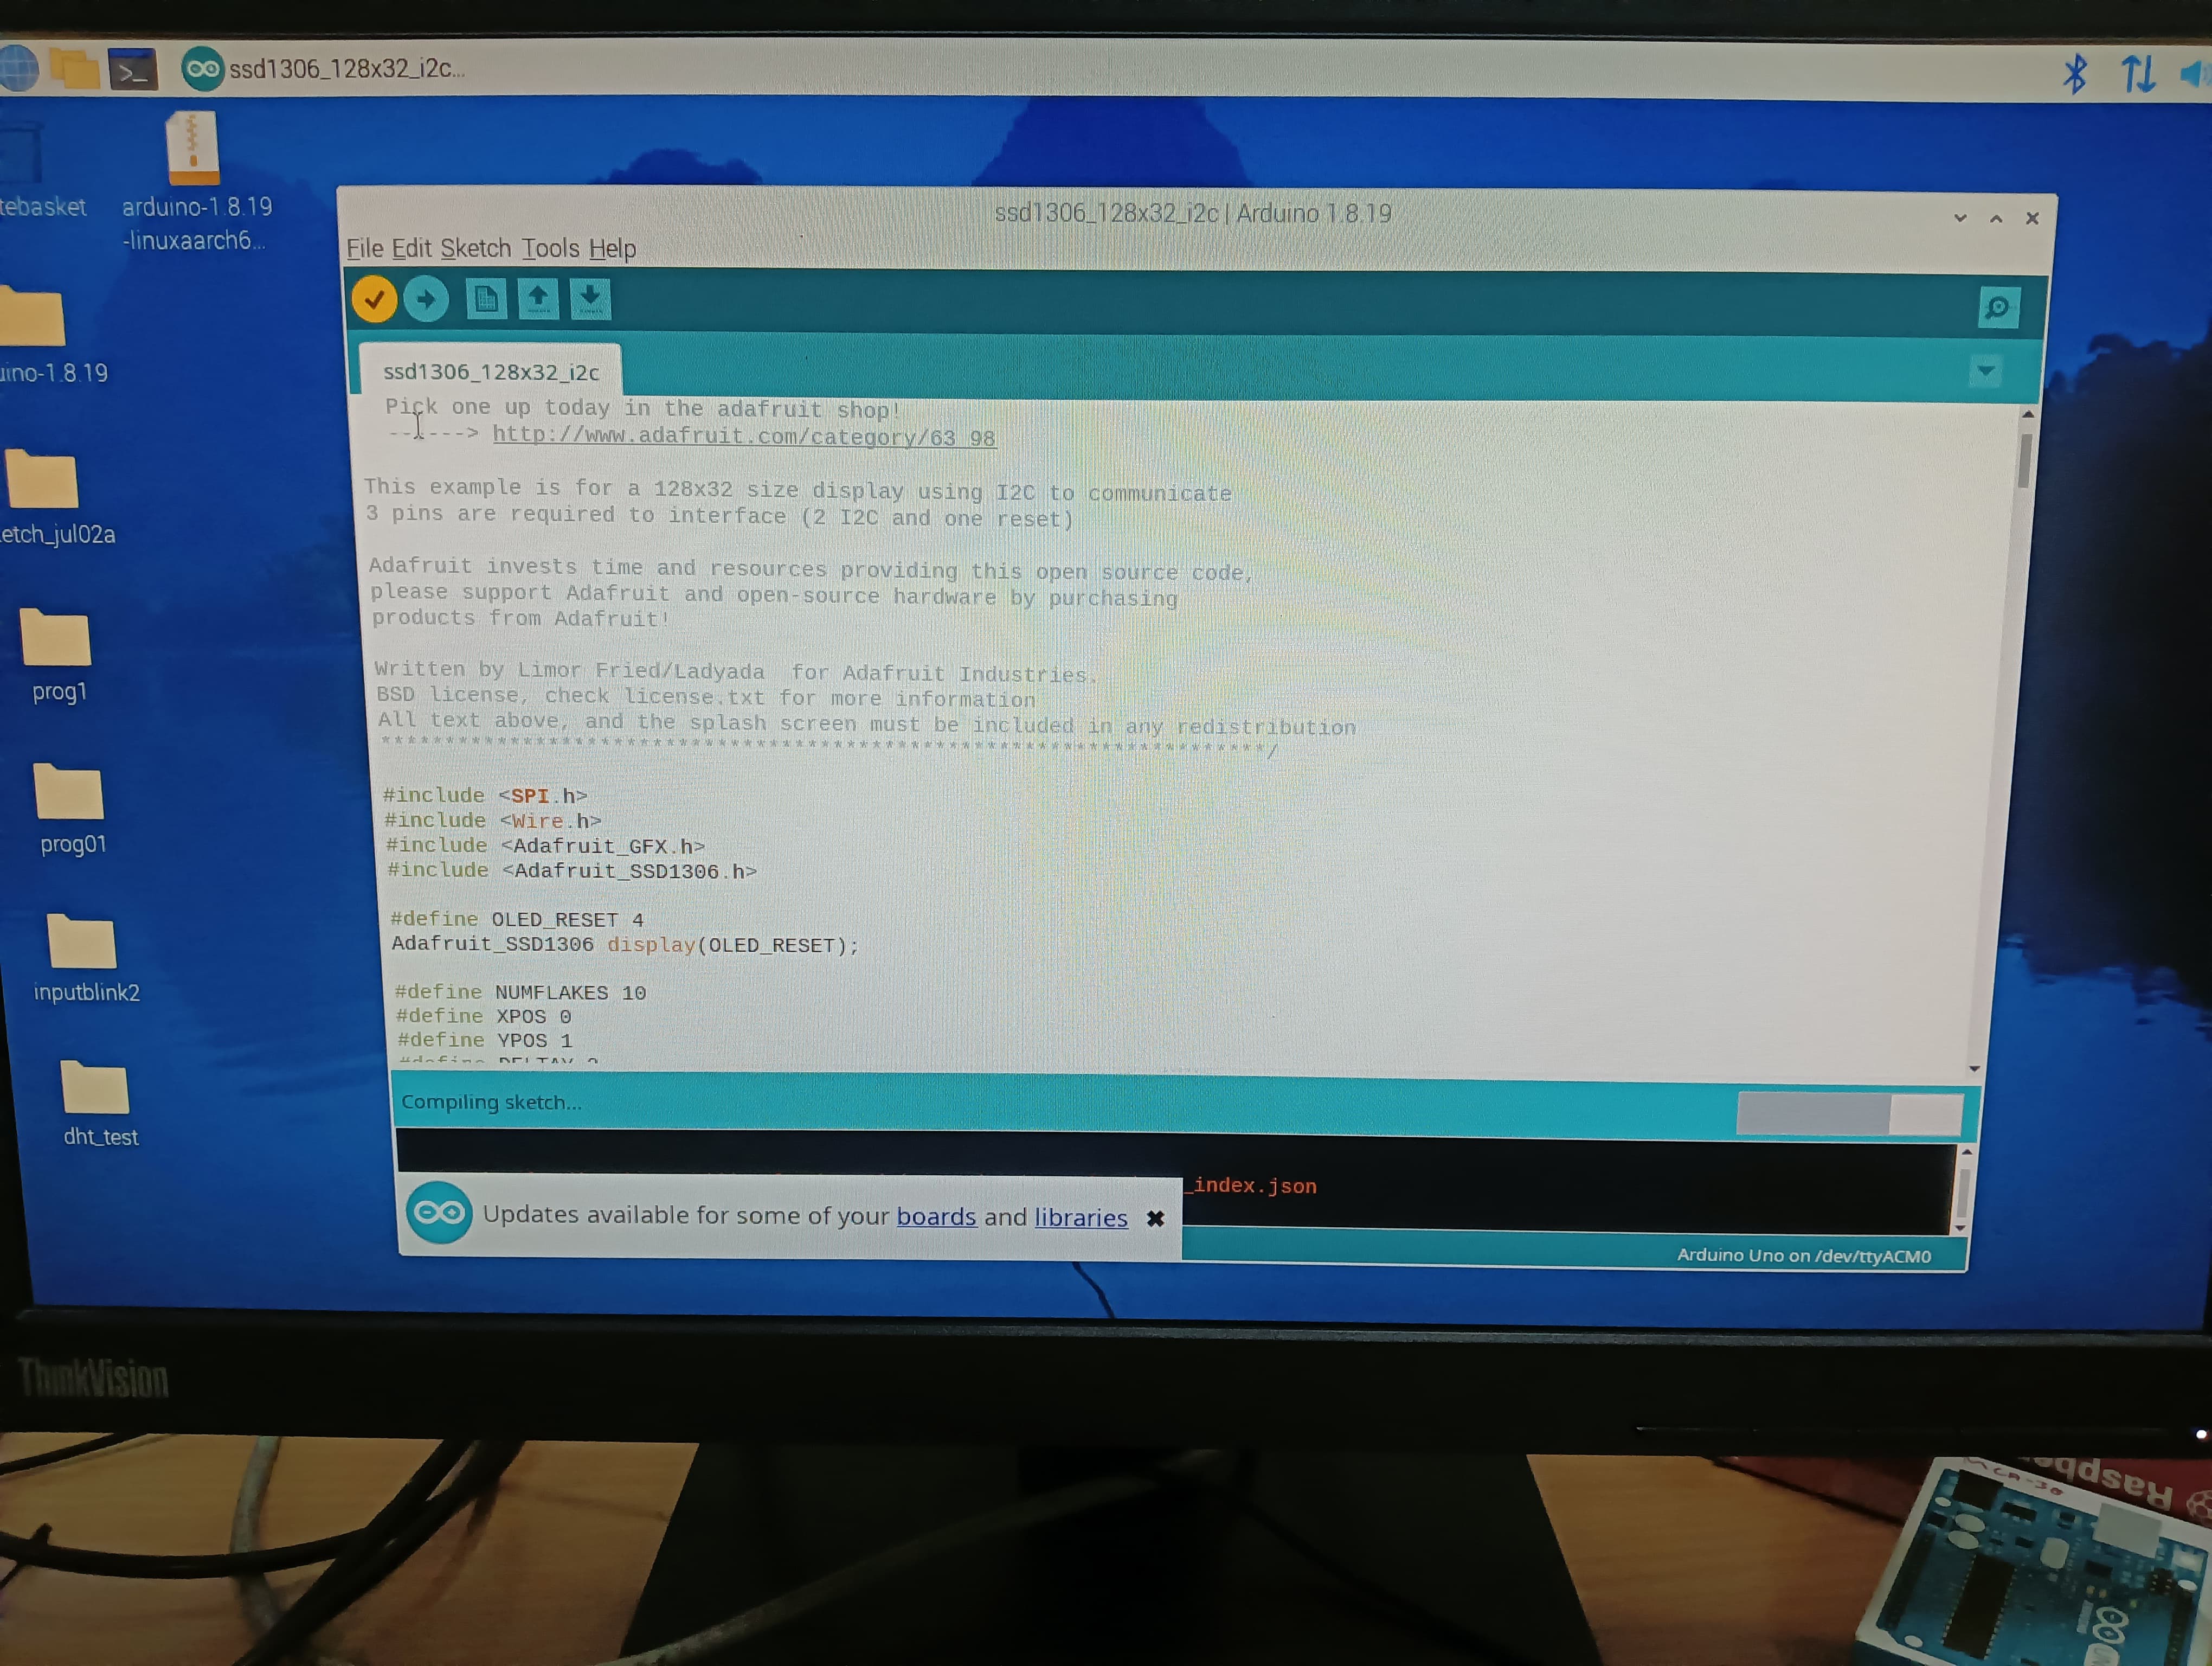 ssd1306_128x32_i2c...
tebasket
arduino-1.8.19
-linuxaarch6...
uino-1.8.19
etch_jul02a
prog1
prog01
inputblink2
dht_test
ssd1306_128x32_i2c | Arduino 1.8.19
File Edit Sketch Tools Help
ssd1306_128x32_i2c
Pick one up today in the adafruit shop!
------> http://www.adafruit.com/category/63_98
This example is for a 128x32 size display using I2C to communicate
3 pins are required to interface (2 I2C and one reset)
Adafruit invests time and resources providing this open source code,
please support Adafruit and open-source hardware by purchasing
products from Adafruit!
Written by Limor Fried/Ladyada  for Adafruit Industries.
BSD license, check license.txt for more information
All text above, and the splash screen must be included in any redistribution
*********************************************************************/
#include <SPI.h>
#include <Wire.h>
#include <Adafruit_GFX.h>
#include <Adafruit_SSD1306.h>
#define OLED_RESET 4
Adafruit_SSD1306 display(OLED_RESET);
#define NUMFLAKES 10
#define XPOS 0
#define YPOS 1
#define DELTAY 2
Compiling sketch...
_index.json
Updates available for some of your boards and libraries
Arduino Uno on /dev/ttyACM0
ThinkVision
MCA-30
Raspb